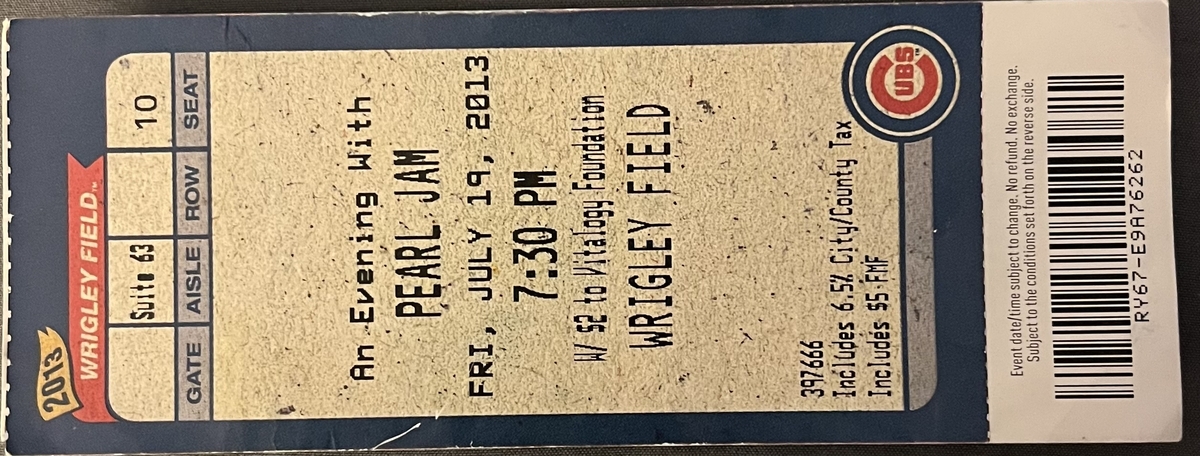 2013
WRIGLEY FIELD™
Suite 63 10
GATE AISLE ROW SEAT
An Evening With
PEARL JAM
FRI, JULY 19, 2013
7:30 PM
W/ $2 to Vitalogy Foundation
WRIGLEY FIELD
397666
Includes 6.5% City/County Tax
Includes $5 FMF
CUBS™
Event date/time subject to change. No refund. No exchange.
Subject to the conditions set forth on the reverse side.
RY67-E9A76262